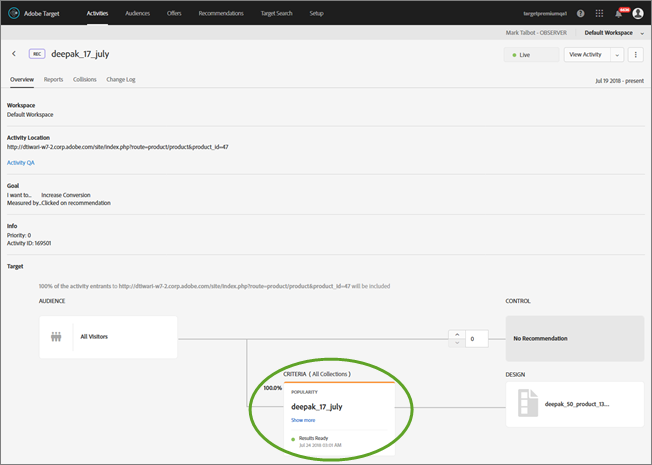 Adobe Target Activities Audiences Offers Recommendations Target Search Setup targetpremiumqa1
Mark Talbot - OBSERVER Default Workspace
REC deepak_17_july Live View Activity
Overview Reports Collisions Change Log Jul 19 2018 - present
Workspace
Default Workspace
Activity Location
http://dtiwari-w7-2.corp.adobe.com/site/index.php?route=product/product&product_id=47
Activity QA
Goal
I want to... Increase Conversion
Measured by... Clicked on recommendation
Info
Priority: 0
Activity ID: 169501
Target
100% of the activity entrants to http://dtiwari-w7-2.corp.adobe.com/site/index.php?route=product/product&product_id=47 will be included
AUDIENCE CONTROL
All Visitors 0 No Recommendation
CRITERIA ( All Collections ) DESIGN
100.0%
POPULARITY
deepak_17_july deepak_50_product_13....
Show more
Results Ready
Jul 24 2019 03:01 AM